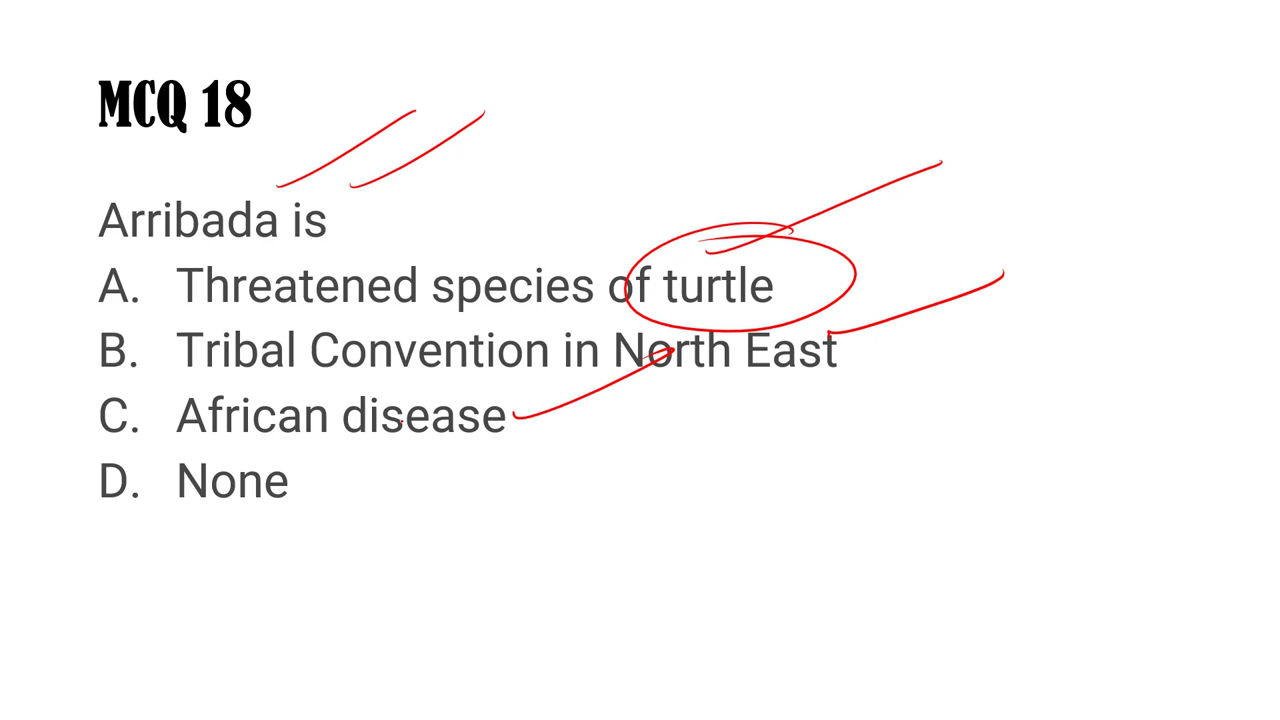 MCQ 18
Arribada is
A. Threatened species of turtle
B. Tribal Convention in North East
C. African disease
D. None